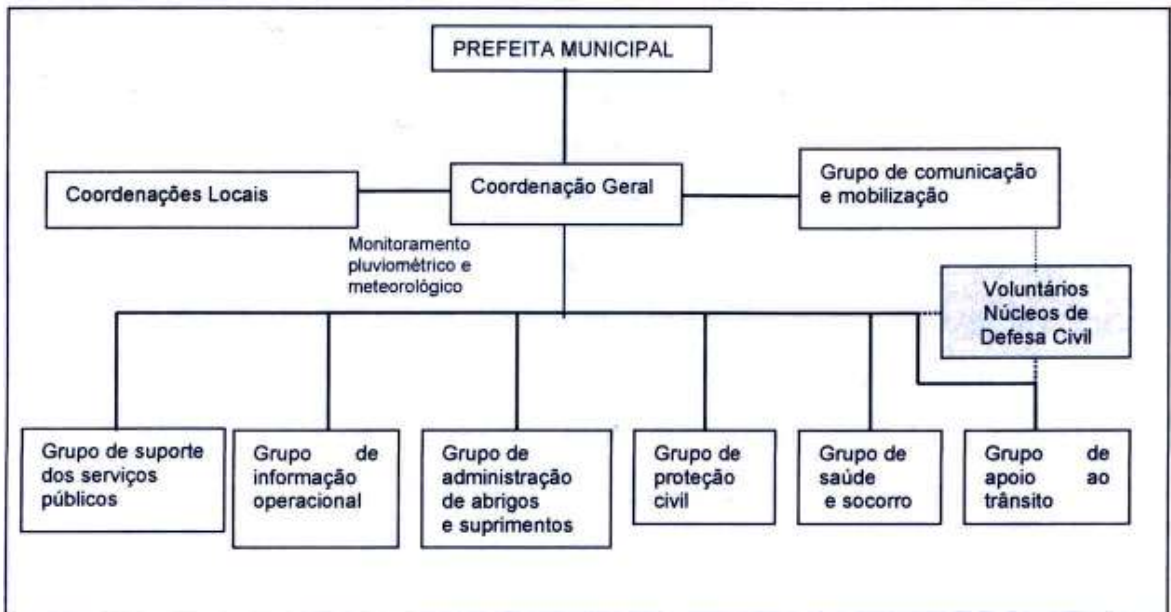 PREFEITA MUNICIPAL
Coordenações Locais
Coordenação Geral
Grupo de comunicação
e mobilização
Monitoramento
pluviométrico e
meteorológico
Voluntários
Núcleos de
Defesa Civil
Grupo de suporte
dos serviços
públicos
Grupo de
informação
operacional
Grupo de
administração
de abrigos
e suprimentos
Grupo de
proteção
civil
Grupo de
saúde
e socorro
Grupo de
apoio ao
trânsito